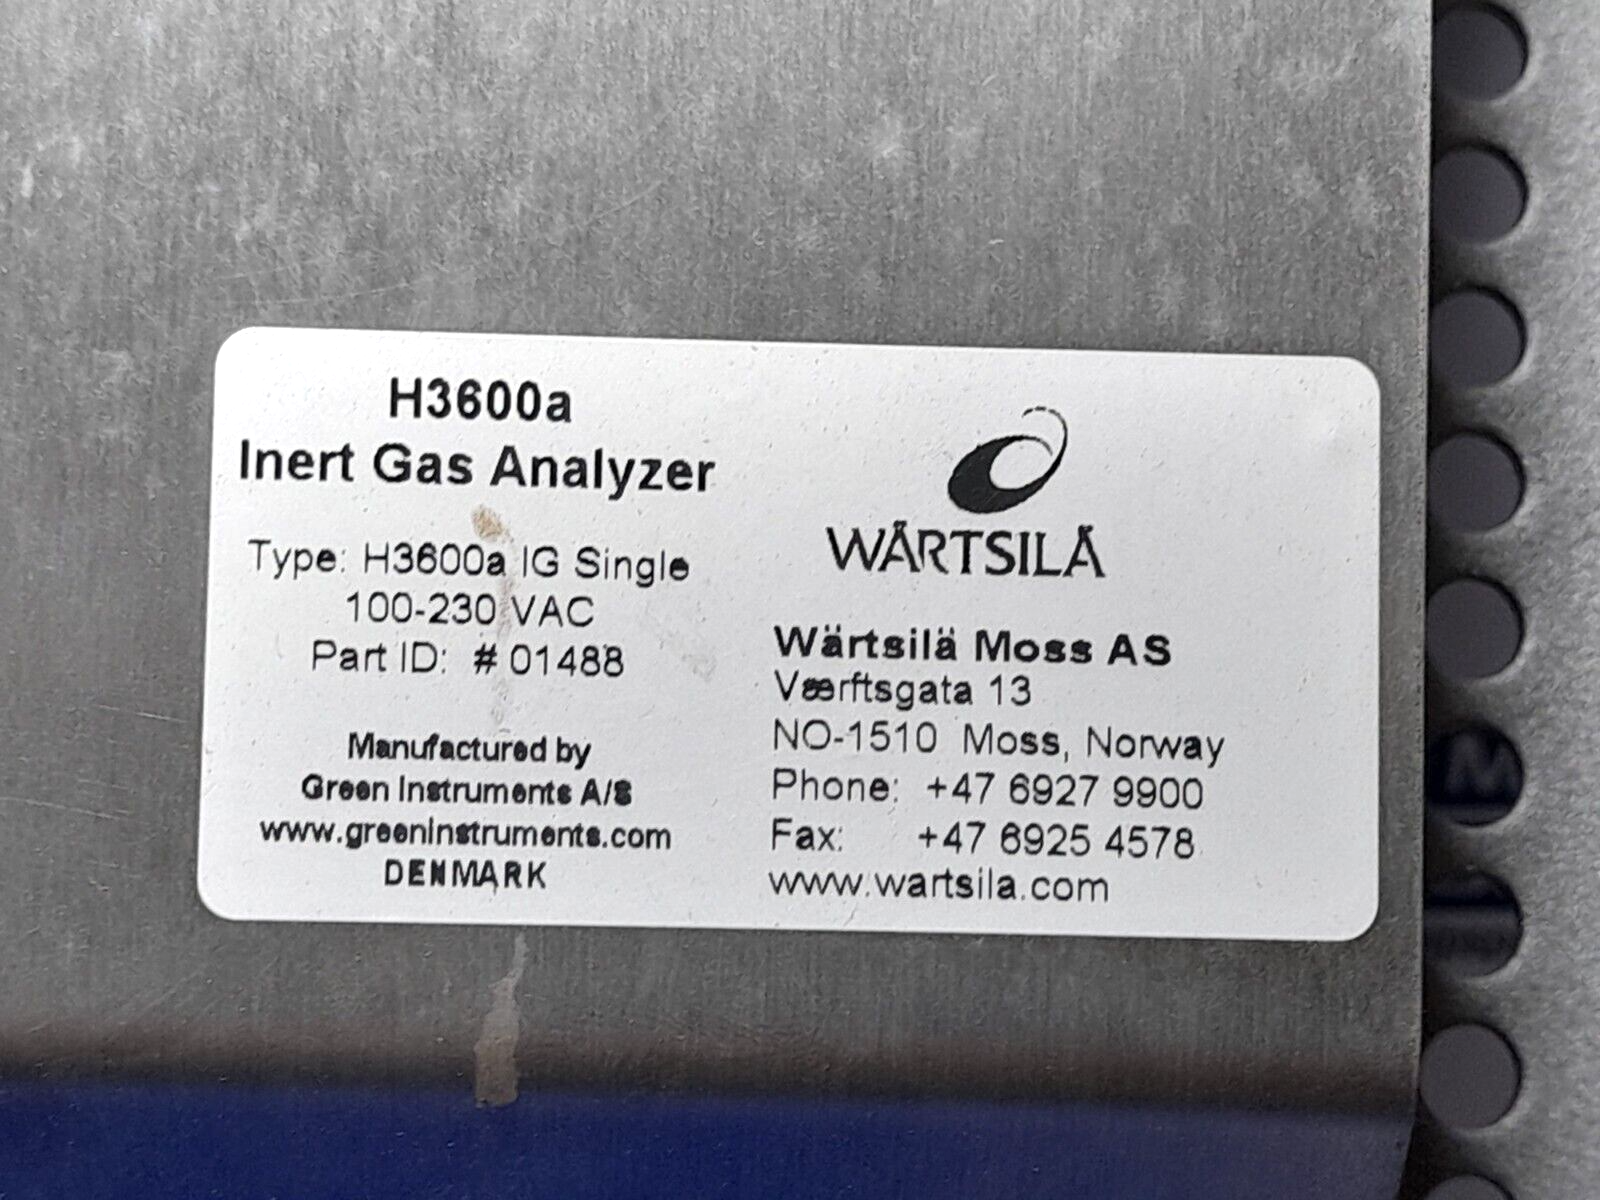 H3600a
Inert Gas Analyzer
Type: H3600a IG Single
100-230 VAC
Part ID: # 01488
Manufactured by
Green Instruments A/S
www.greeninstruments.com
DENMARK
WÄRTSILÄ
Wärtsilä Moss AS
Værftsgata 13
NO-1510 Moss, Norway
Phone: +47 6927 9900
Fax: +47 6925 4578
www.wartsila.com